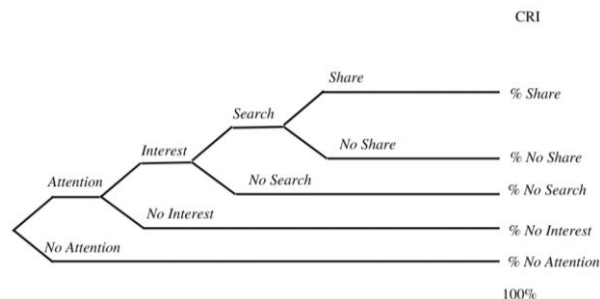 CRI
Share
% Share
Search
No Share
% No Share
Interest
No Search
% No Search
Attention
No Interest
% No Interest
No Attention
% No Attention
100%